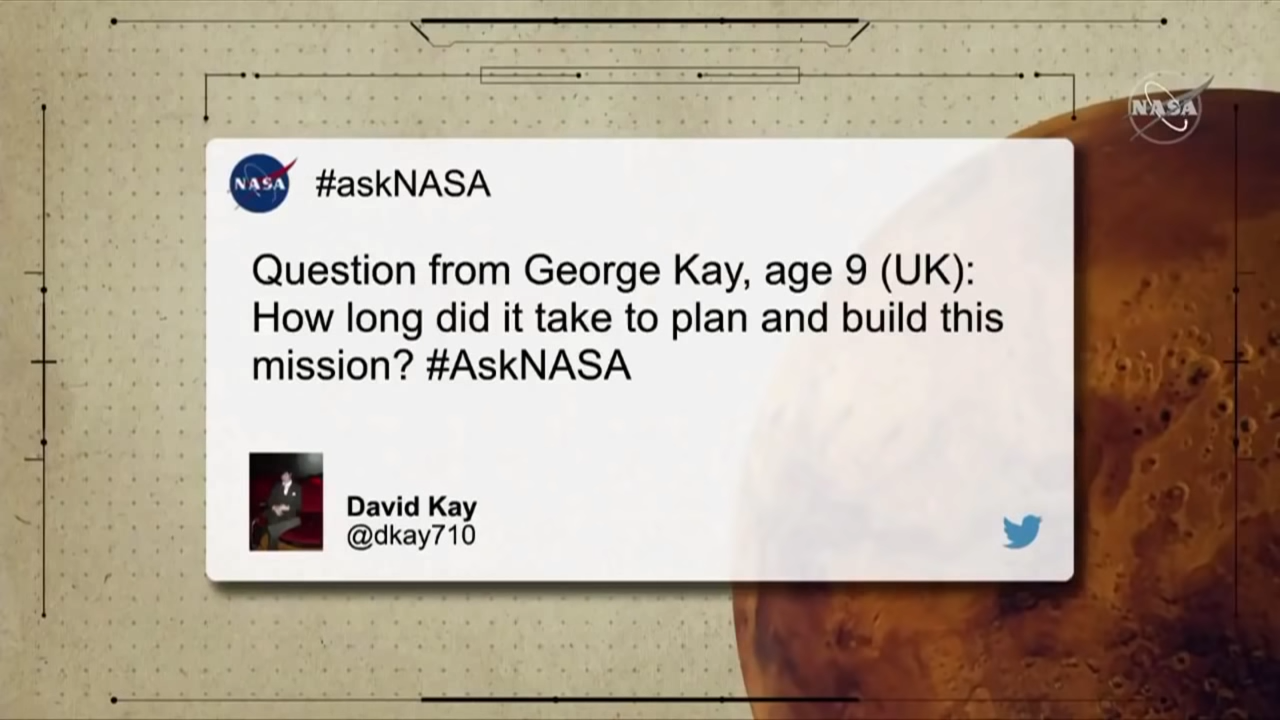 NASA
NASA
#askNASA
Question from George Kay, age 9 (UK):
How long did it take to plan and build this
mission? #AskNASA
David Kay
@dkay710